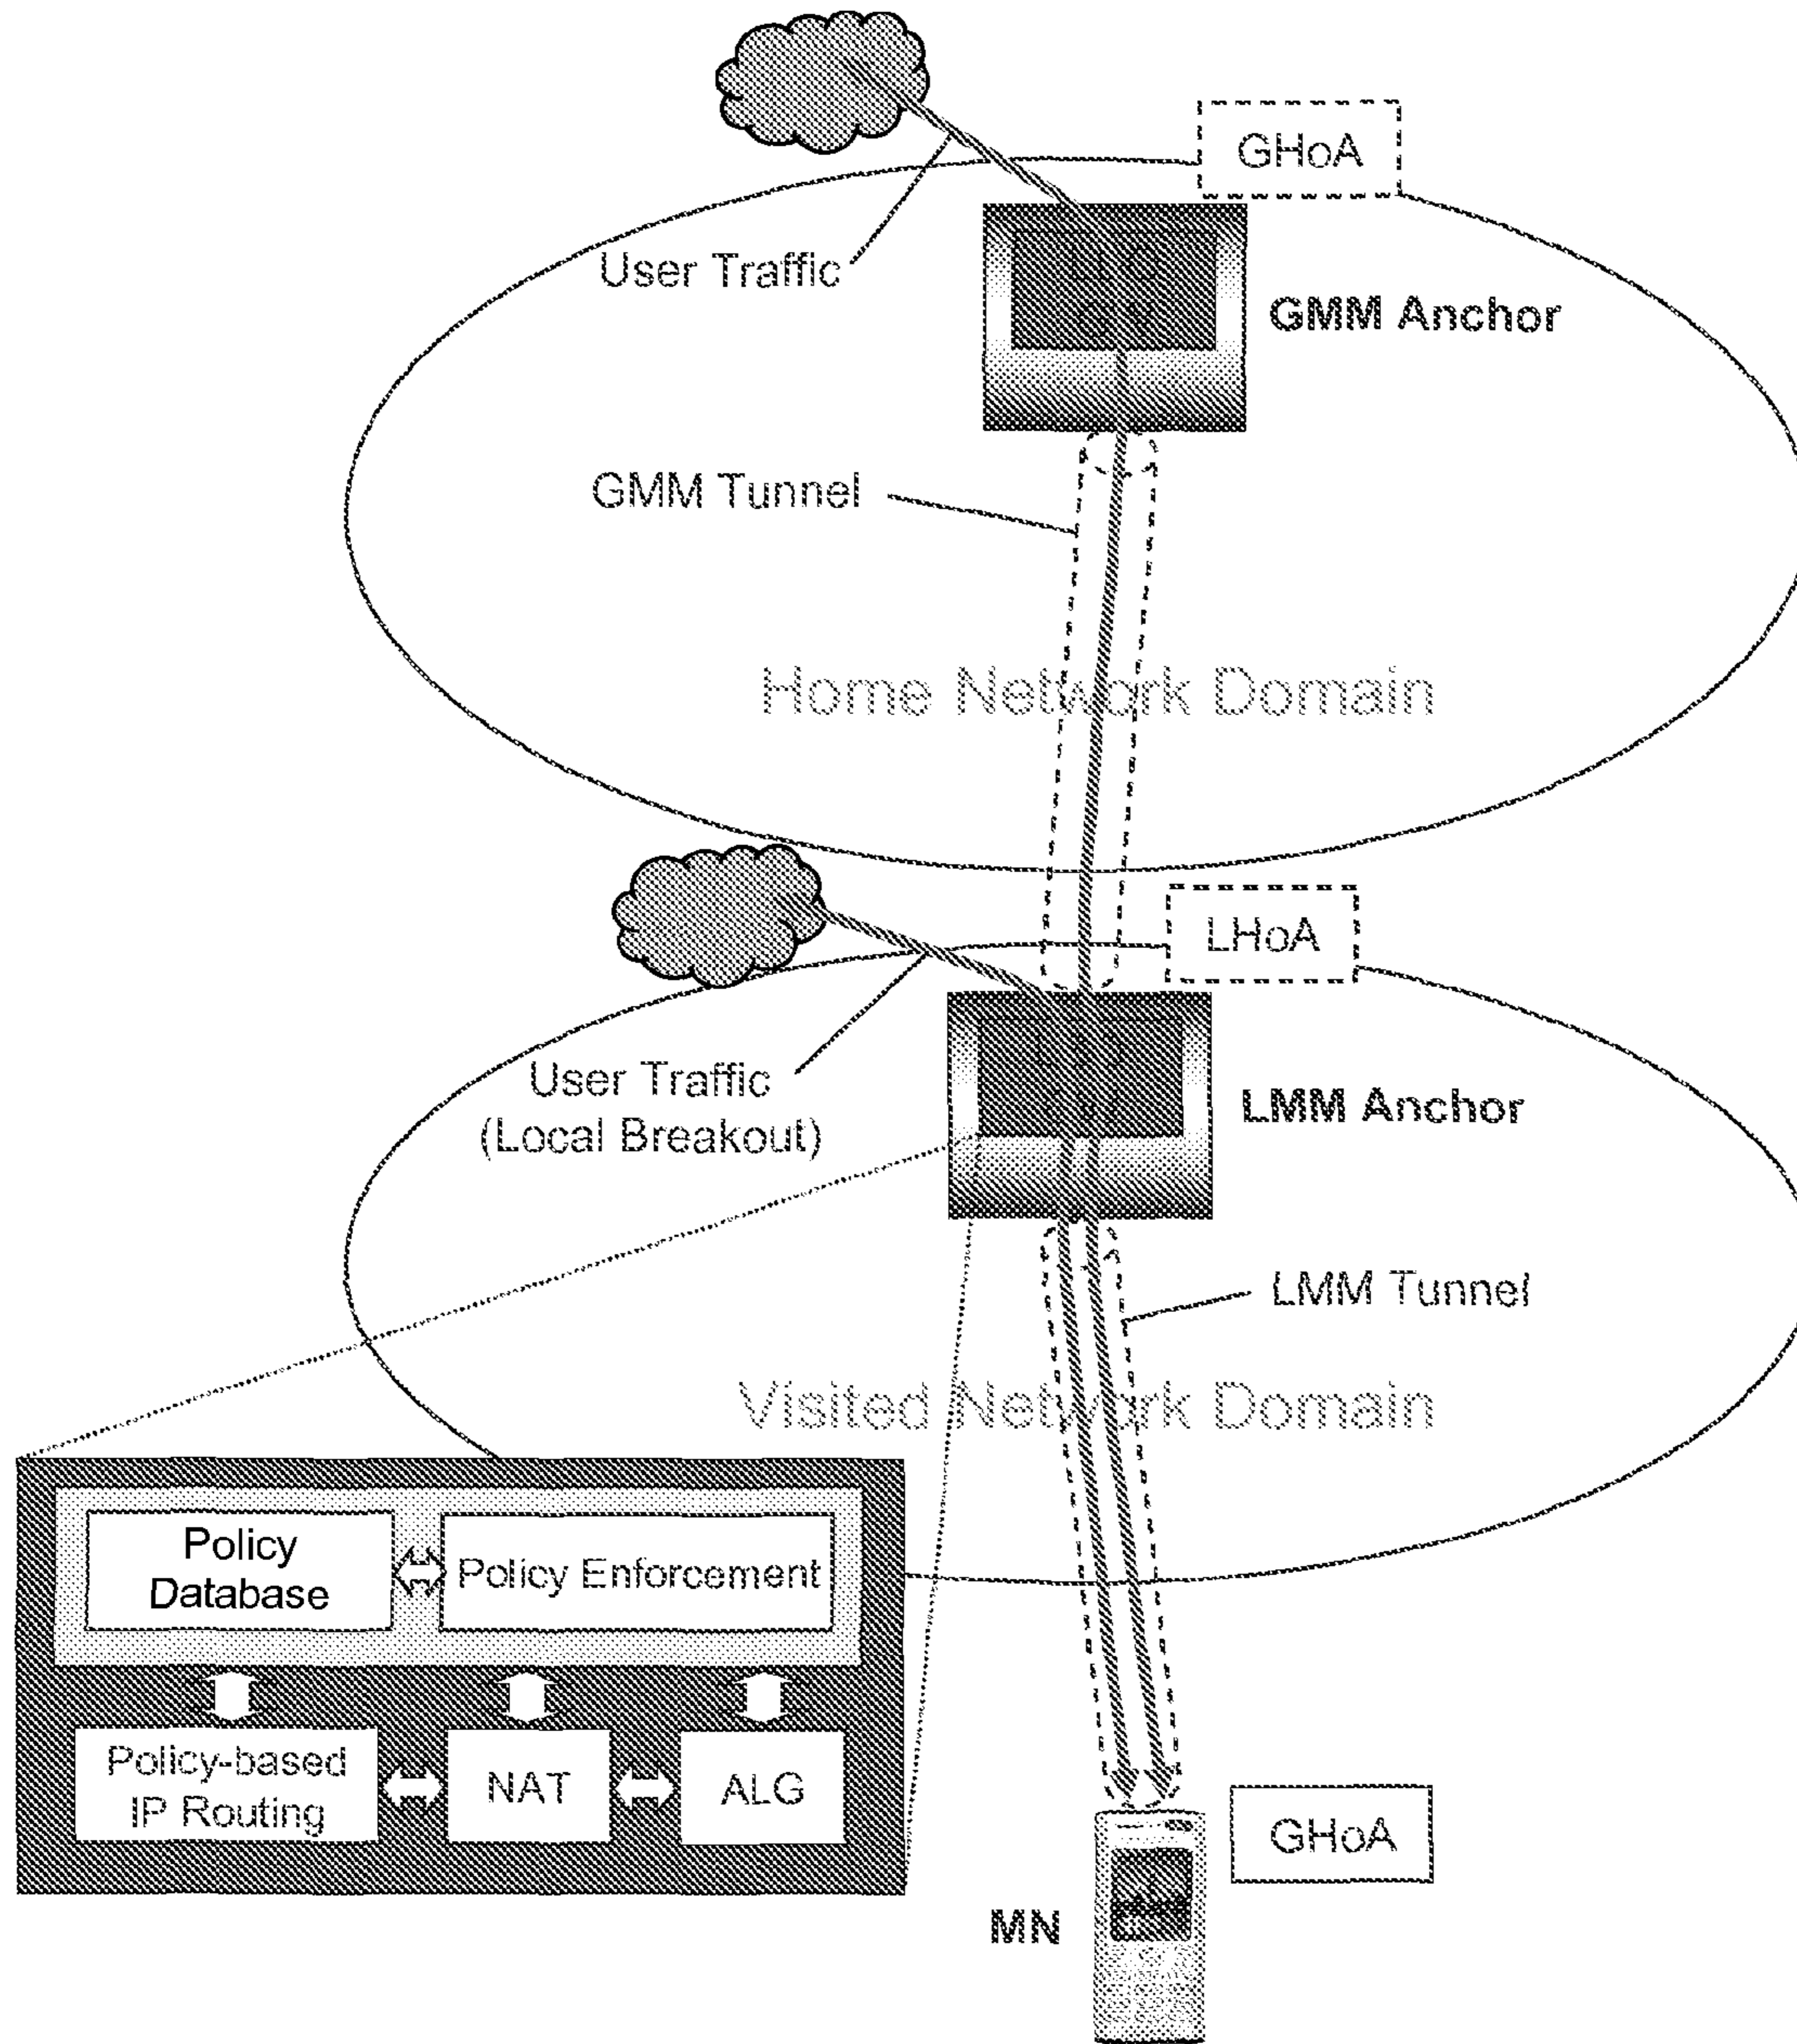 GHoA
User Traffic
GMM Anchor
GMM Tunnel
Home Network Domain
LHoA
User Traffic
(Local Breakout)
LMM Anchor
LMM Tunnel
Visited Network Domain
Policy
Database
Policy Enforcement
Policy-based
IP Routing
NAT
ALG
GHoA
MN